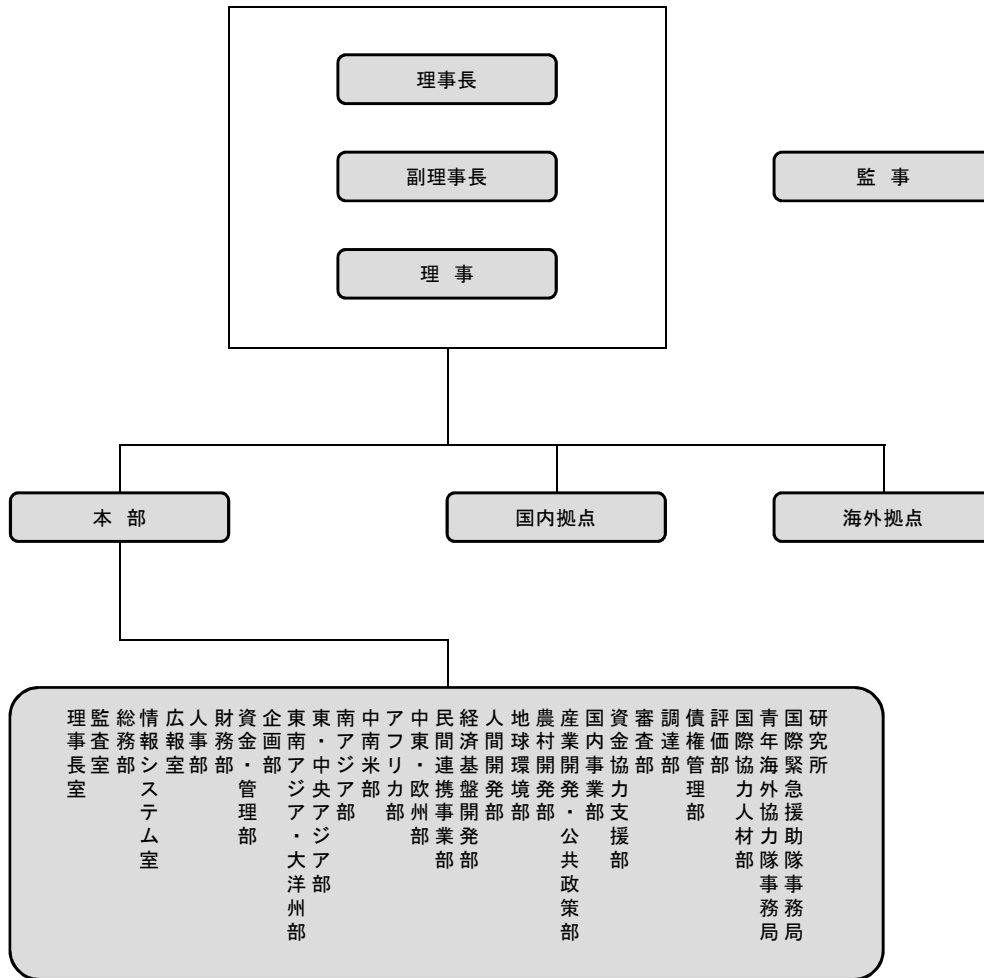 理事長
副理事長
監 事
理 事
本 部
国内拠点
海外拠点
理事長室
監査室
総務部
情報システム室
広報室
人事部
財務部
資金・管理部
企画部
東南アジア・大洋州部
東・中央アジア部
南アジア部
中南米部
アフリカ部
中東・欧州部
民間連携事業部
経済基盤開発部
人間開発部
地球環境部
農村開発部
産業開発・公共政策部
国内事業部
資金協力支援部
審査部
調達部
債権管理部
評価部
国際協力人材部
青年海外協力隊事務局
国際緊急援助隊事務局
研究所